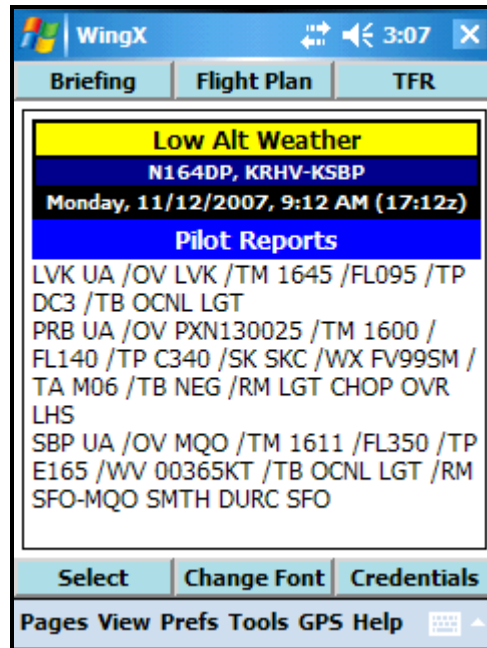 WingX 3:07
Briefing Flight Plan TFR
Low Alt Weather
N164DP, KRHV-KSBP
Monday, 11/12/2007, 9:12 AM (17:12z)
Pilot Reports
LVK UA /OV LVK /TM 1645 /FL095 /TP
DC3 /TB OCNL LGT
PRB UA /OV PXN130025 /TM 1600 /
FL140 /TP C340 /SK SKC /WX FV99SM /
TA M06 /TB NEG /RM LGT CHOP OVR
LHS
SBP UA /OV MQO /TM 1611 /FL350 /TP
E165 /WV 00365KT /TB OCNL LGT /RM
SFO-MQO SMTH DURC SFO
Select Change Font Credentials
Pages View Prefs Tools GPS Help